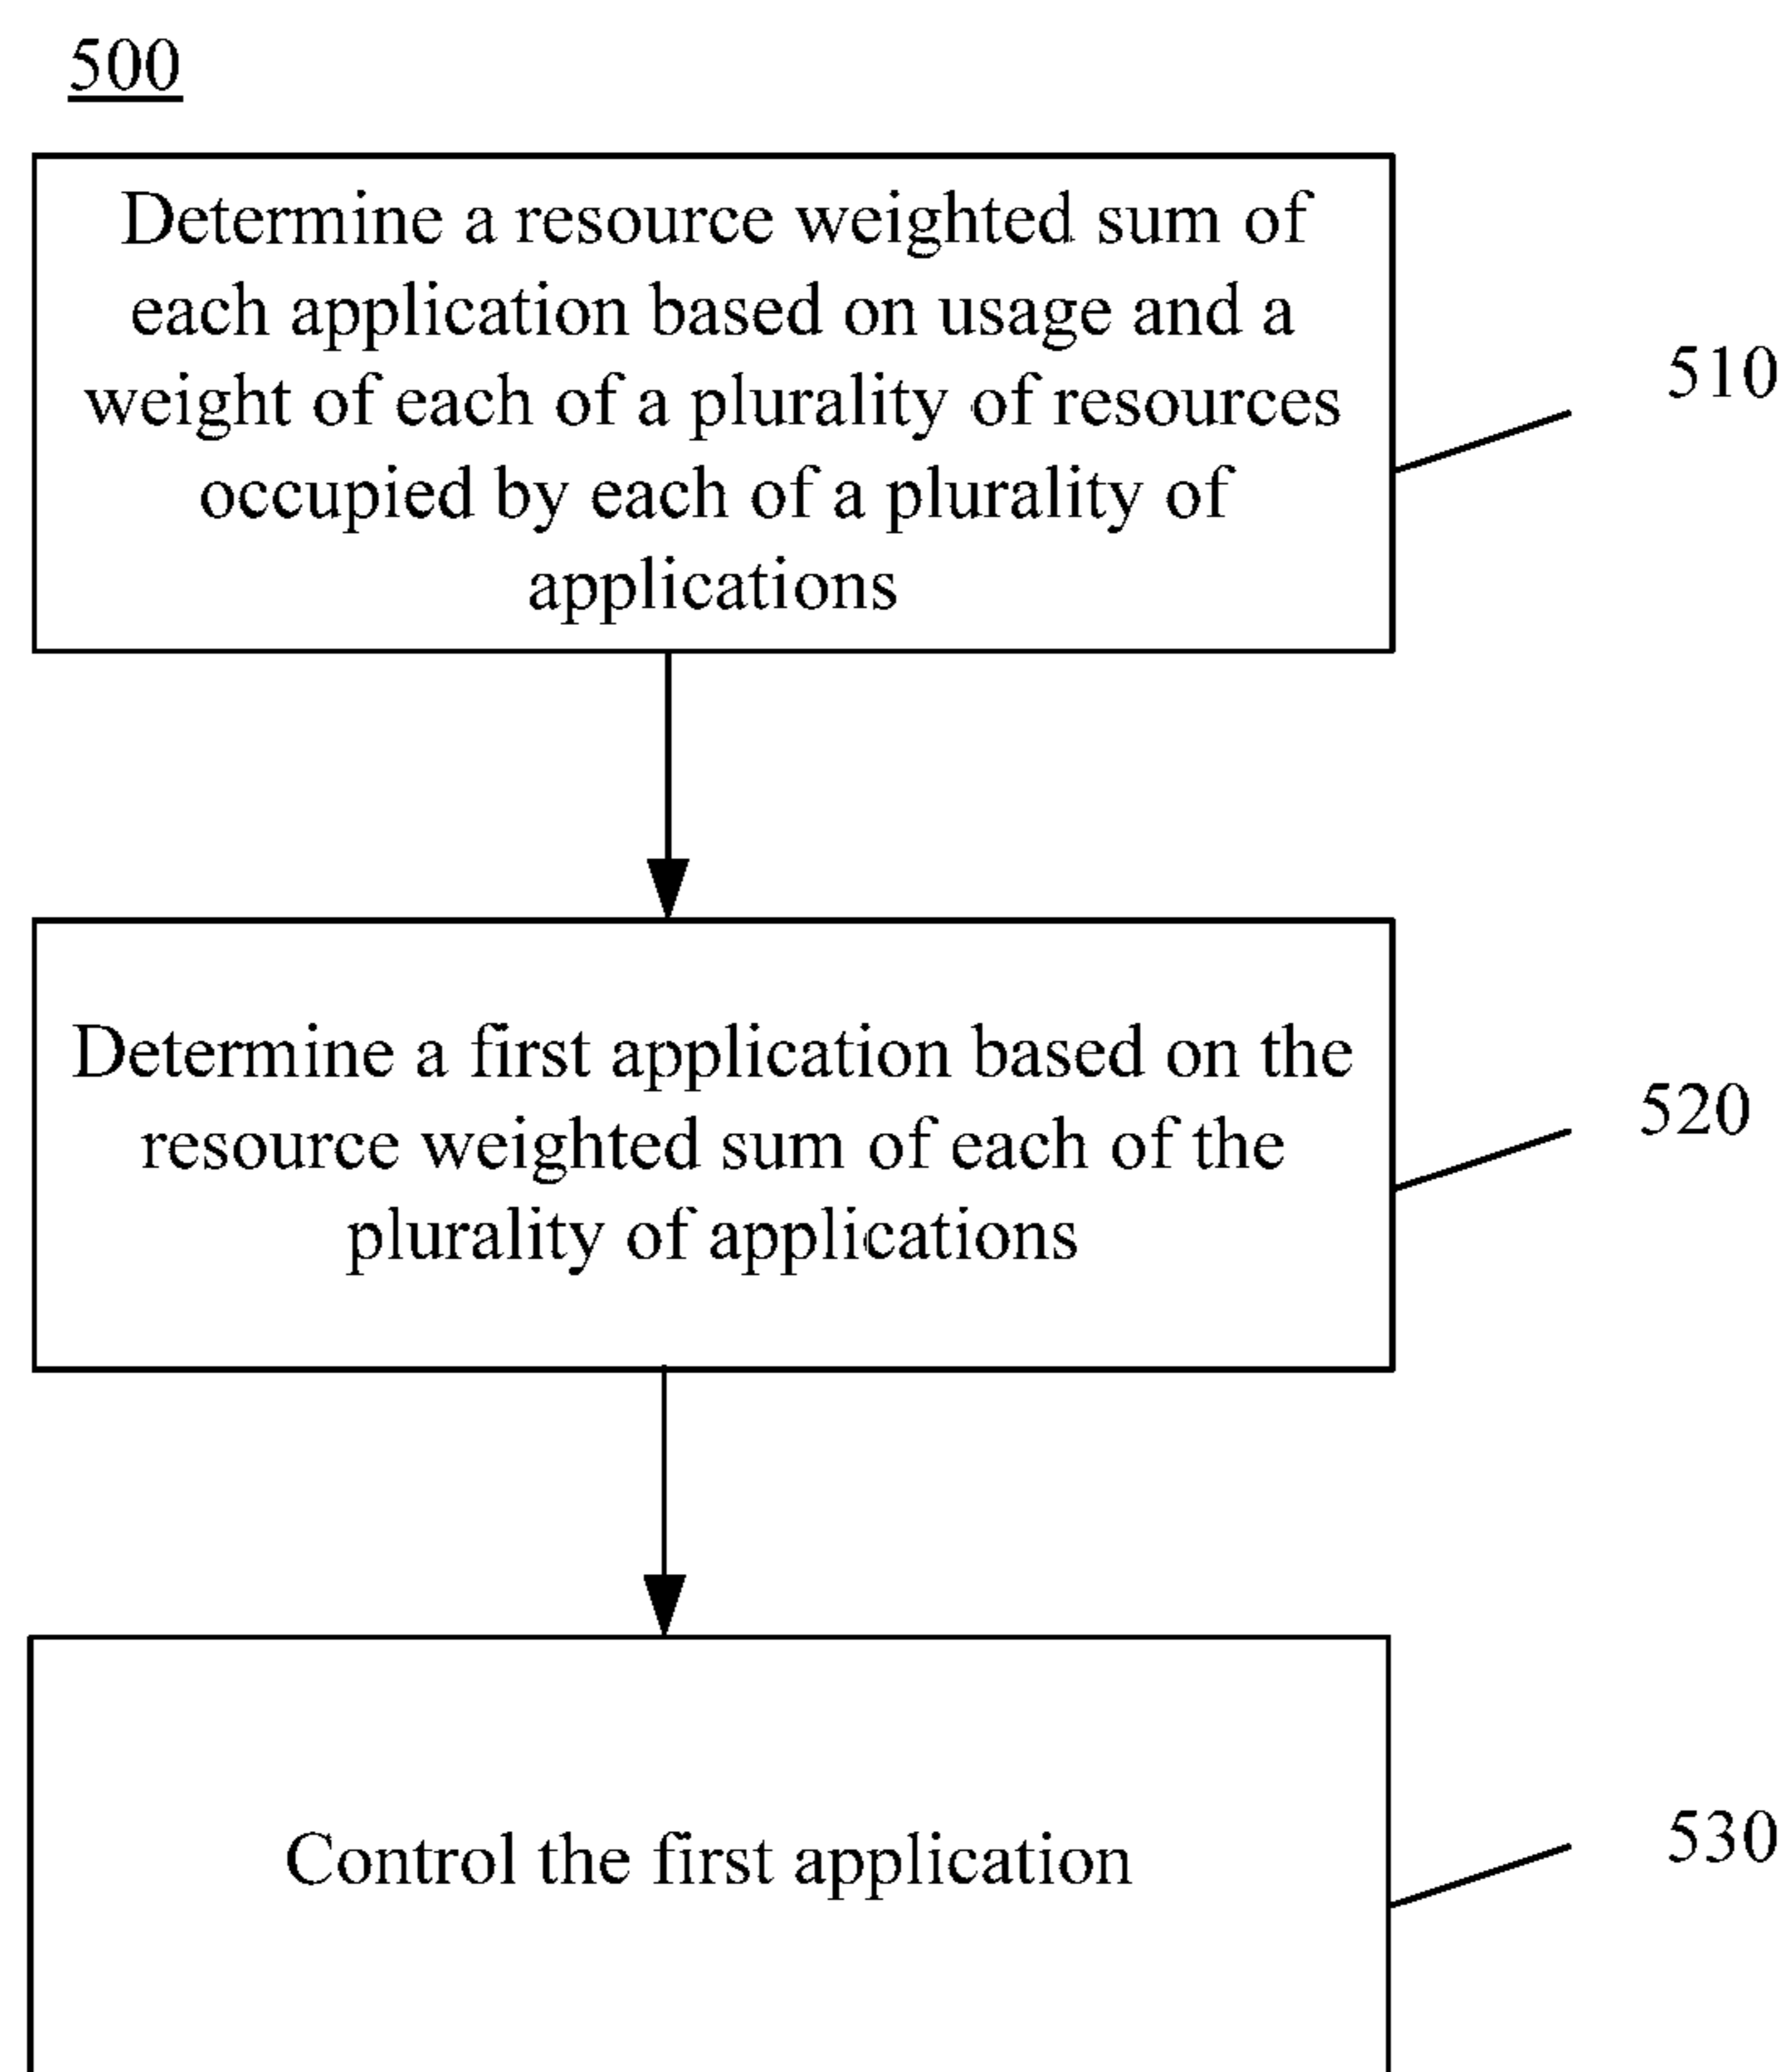 500
Determine a resource weighted sum of
each application based on usage and a
weight of each of a plurality of resources
occupied by each of a plurality of
applications
510
Determine a first application based on the
resource weighted sum of each of the
plurality of applications
520
Control the first application
530